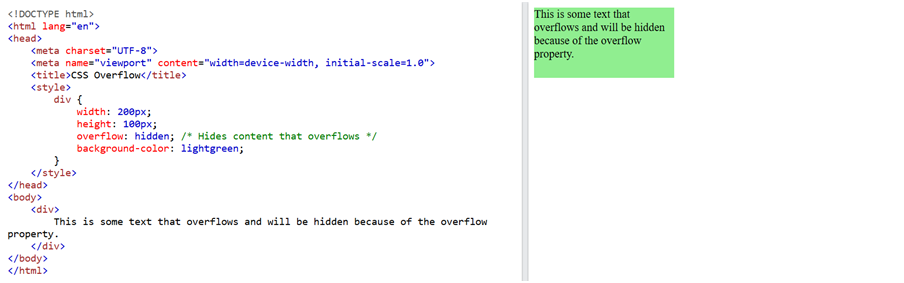 <!DOCTYPE html>
<html lang="en">
<head>
    <meta charset="UTF-8">
    <meta name="viewport" content="width=device-width, initial-scale=1.0">
    <title>CSS Overflow</title>
    <style>
        div {
            width: 200px;
            height: 100px;
            overflow: hidden; /* Hides content that overflows */
            background-color: lightgreen;
        }
    </style>
</head>
<body>
    <div>
        This is some text that overflows and will be hidden because of the overflow
property.
    </div>
</body>
</html>
This is some text that
overflows and will be hidden
because of the overflow
property.